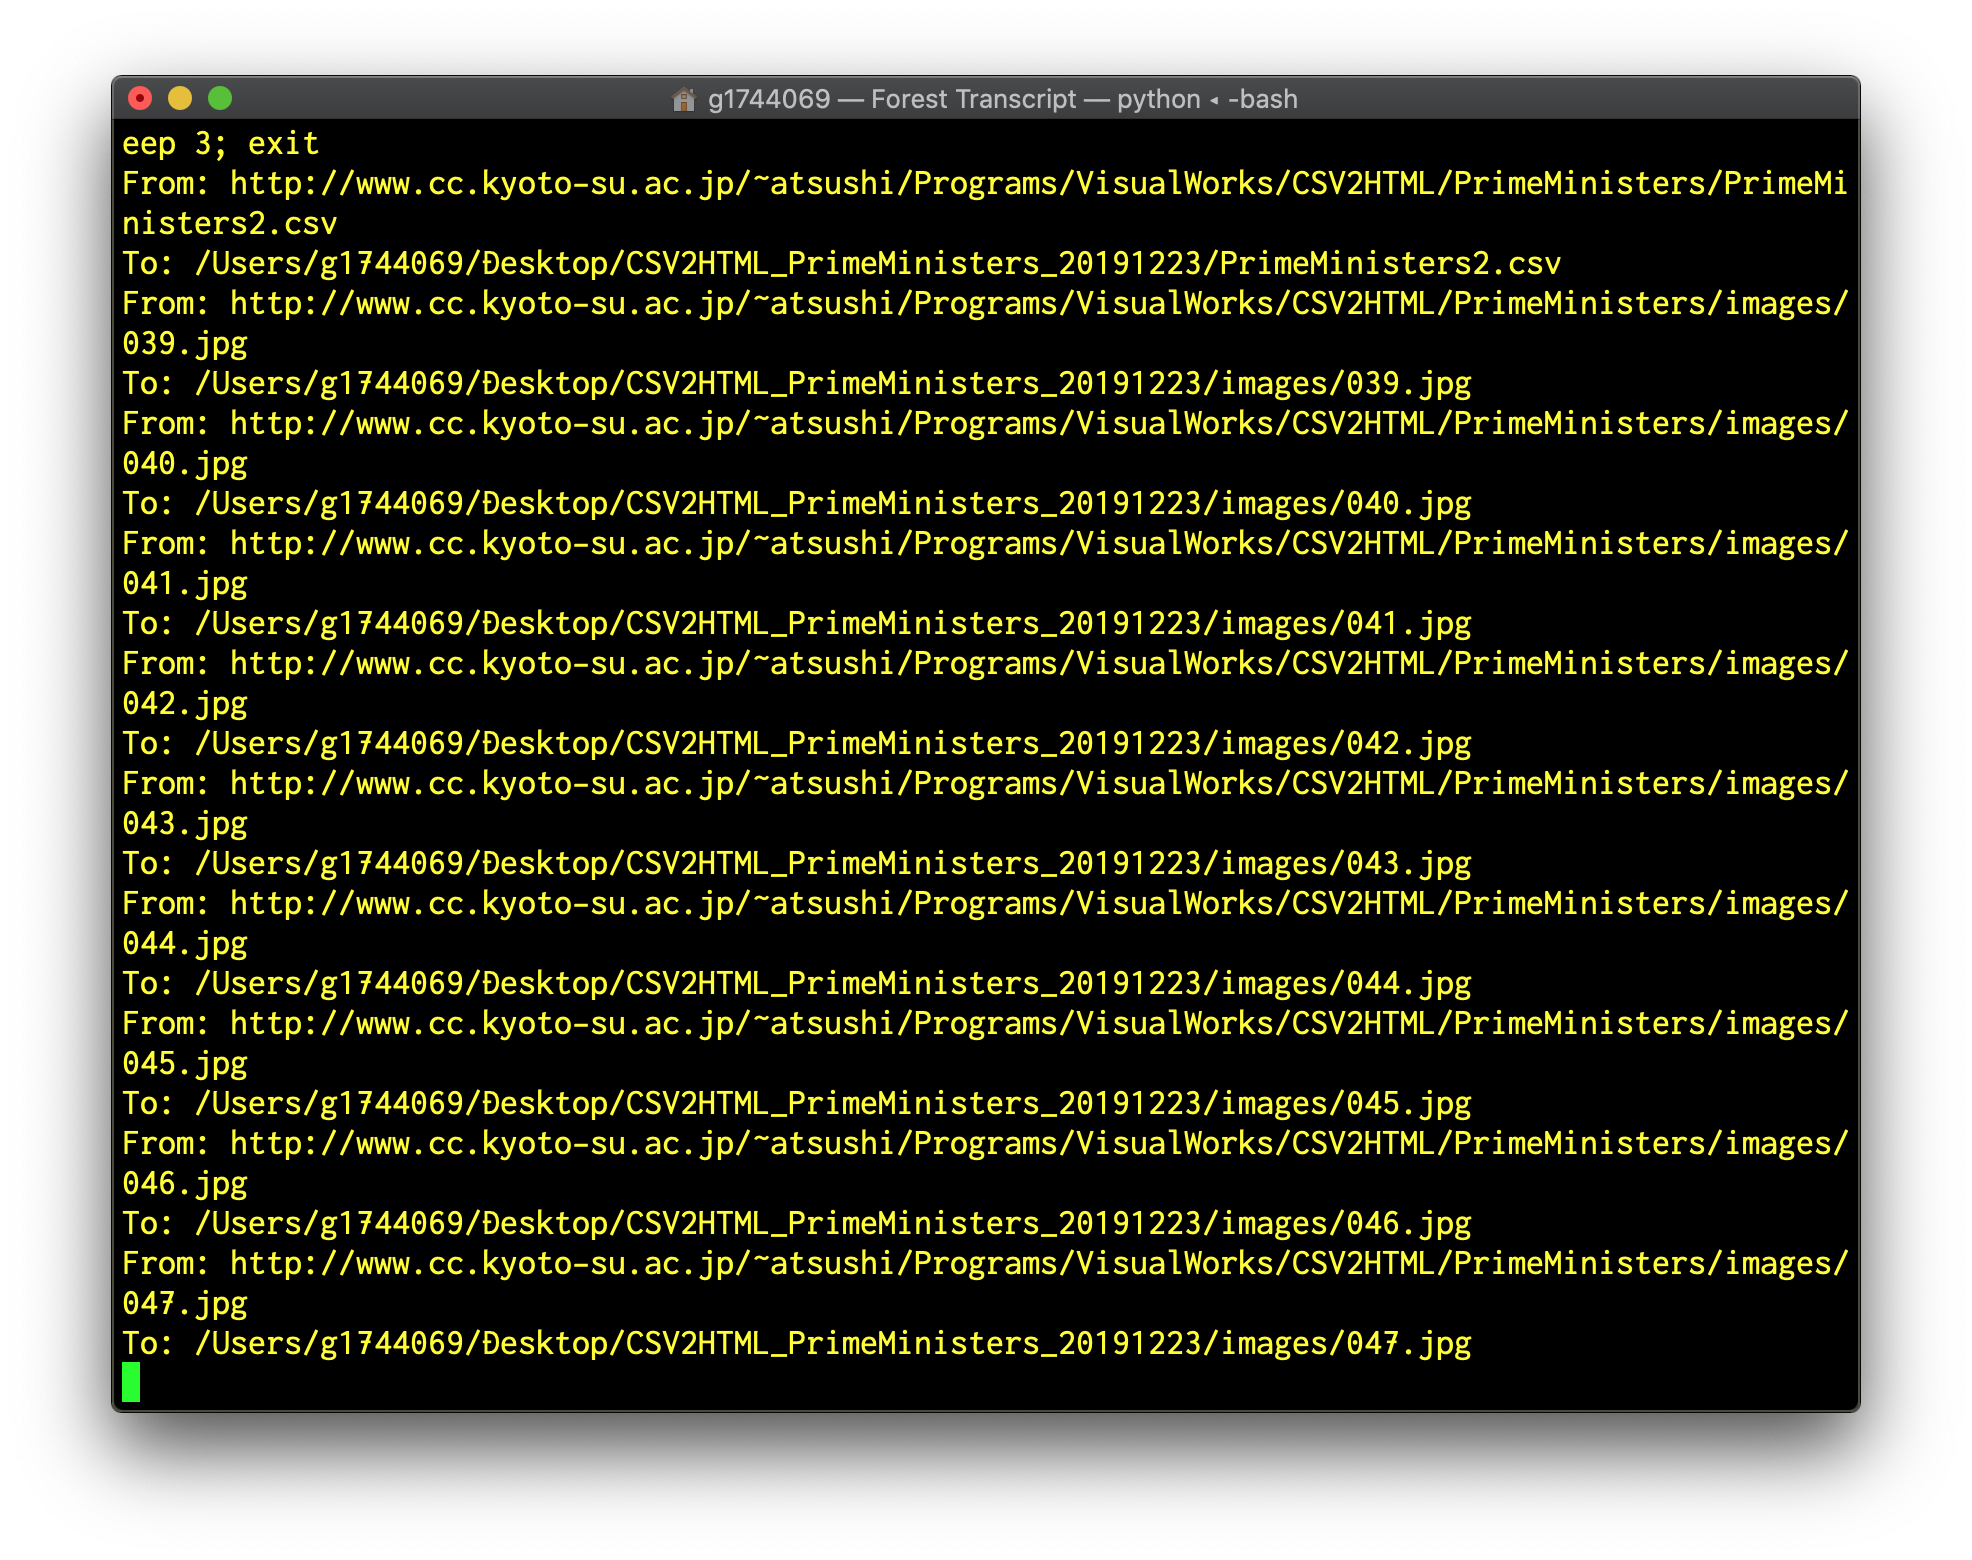 g1744069 — Forest Transcript — python ◂ -bash
eep 3; exit
From: http://www.cc.kyoto-su.ac.jp/~atsushi/Programs/VisualWorks/CSV2HTML/PrimeMinisters/PrimeMi
nisters2.csv
To: /Users/g1744069/Desktop/CSV2HTML_PrimeMinisters_20191223/PrimeMinisters2.csv
From: http://www.cc.kyoto-su.ac.jp/~atsushi/Programs/VisualWorks/CSV2HTML/PrimeMinisters/images/
039.jpg
To: /Users/g1744069/Desktop/CSV2HTML_PrimeMinisters_20191223/images/039.jpg
From: http://www.cc.kyoto-su.ac.jp/~atsushi/Programs/VisualWorks/CSV2HTML/PrimeMinisters/images/
040.jpg
To: /Users/g1744069/Desktop/CSV2HTML_PrimeMinisters_20191223/images/040.jpg
From: http://www.cc.kyoto-su.ac.jp/~atsushi/Programs/VisualWorks/CSV2HTML/PrimeMinisters/images/
041.jpg
To: /Users/g1744069/Desktop/CSV2HTML_PrimeMinisters_20191223/images/041.jpg
From: http://www.cc.kyoto-su.ac.jp/~atsushi/Programs/VisualWorks/CSV2HTML/PrimeMinisters/images/
042.jpg
To: /Users/g1744069/Desktop/CSV2HTML_PrimeMinisters_20191223/images/042.jpg
From: http://www.cc.kyoto-su.ac.jp/~atsushi/Programs/VisualWorks/CSV2HTML/PrimeMinisters/images/
043.jpg
To: /Users/g1744069/Desktop/CSV2HTML_PrimeMinisters_20191223/images/043.jpg
From: http://www.cc.kyoto-su.ac.jp/~atsushi/Programs/VisualWorks/CSV2HTML/PrimeMinisters/images/
044.jpg
To: /Users/g1744069/Desktop/CSV2HTML_PrimeMinisters_20191223/images/044.jpg
From: http://www.cc.kyoto-su.ac.jp/~atsushi/Programs/VisualWorks/CSV2HTML/PrimeMinisters/images/
045.jpg
To: /Users/g1744069/Desktop/CSV2HTML_PrimeMinisters_20191223/images/045.jpg
From: http://www.cc.kyoto-su.ac.jp/~atsushi/Programs/VisualWorks/CSV2HTML/PrimeMinisters/images/
046.jpg
To: /Users/g1744069/Desktop/CSV2HTML_PrimeMinisters_20191223/images/046.jpg
From: http://www.cc.kyoto-su.ac.jp/~atsushi/Programs/VisualWorks/CSV2HTML/PrimeMinisters/images/
047.jpg
To: /Users/g1744069/Desktop/CSV2HTML_PrimeMinisters_20191223/images/047.jpg